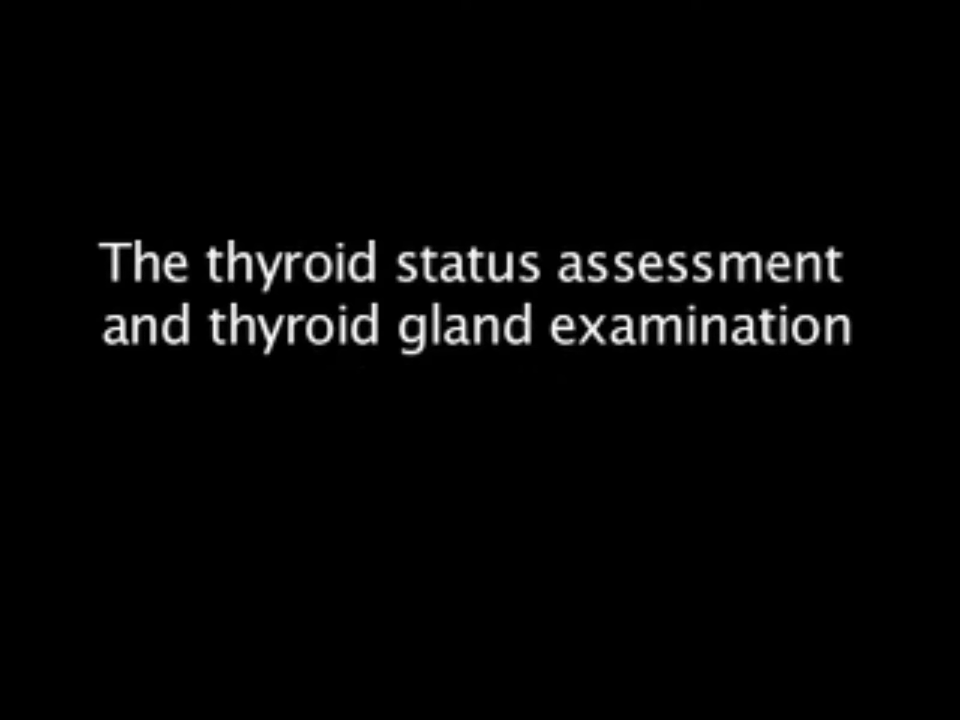 The thyroid status assessment
and thyroid gland examination